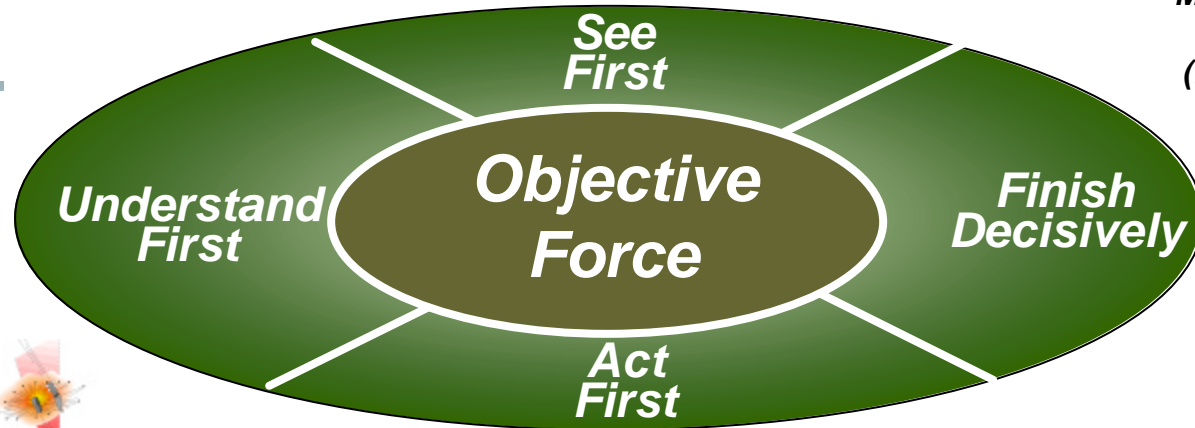 See
First
Understand
First
Objective
Force
Finish
Decisively
Act
First
(